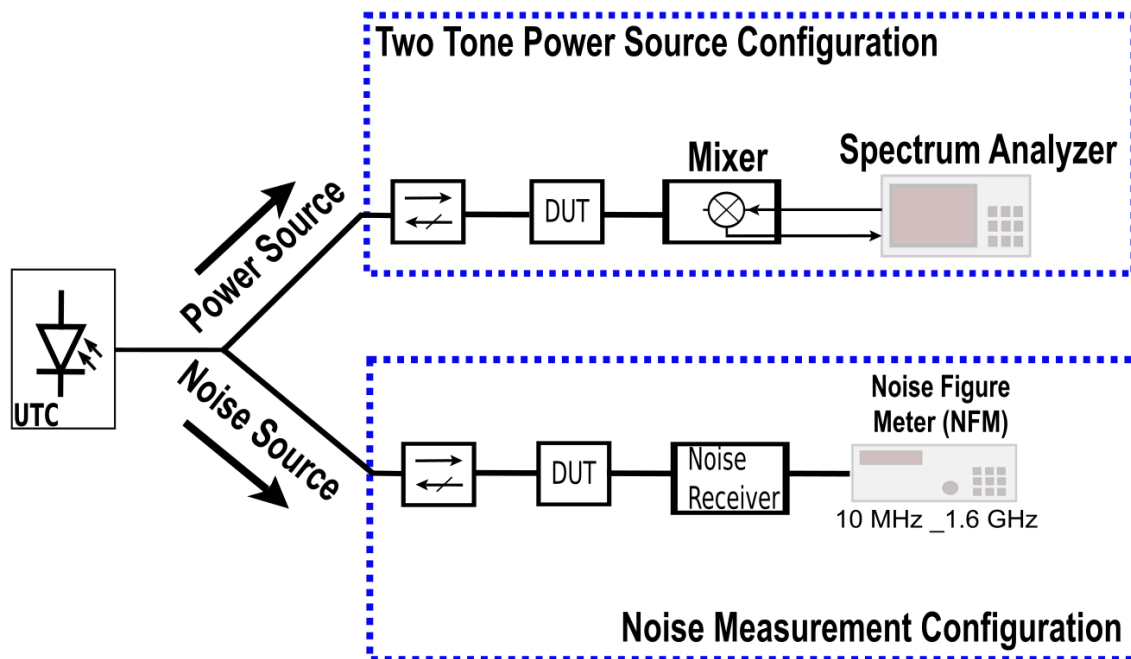 Two Tone Power Source Configuration
Mixer
Spectrum Analyzer
DUT
Power Source
UTC
Noise Source
Noise Figure
Meter (NFM)
DUT
Noise
Receiver
10 MHz _1.6 GHz
Noise Measurement Configuration